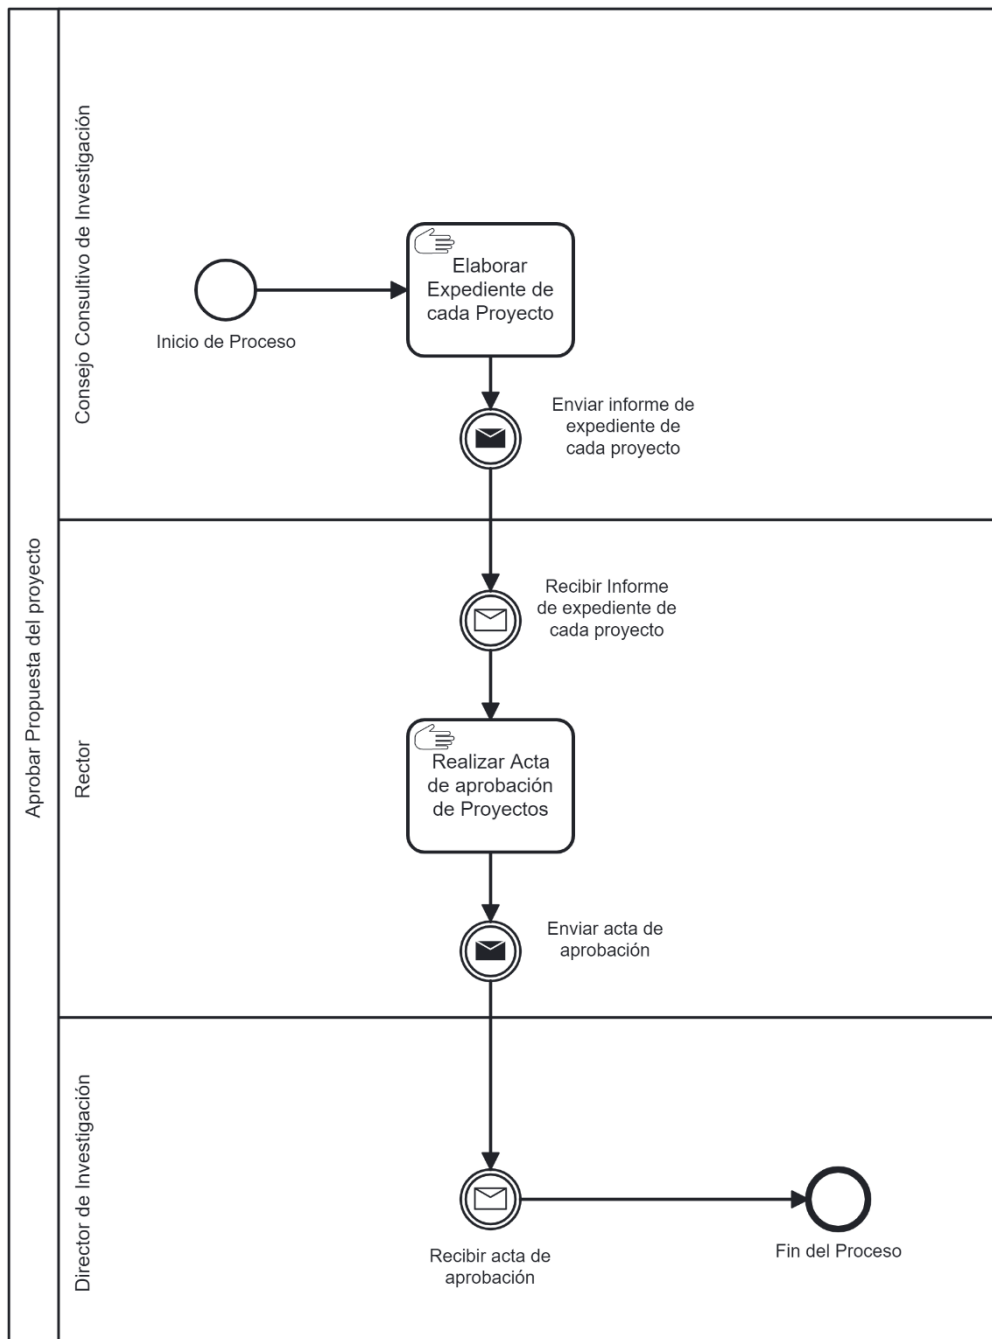 Aprobar Propuesta del proyecto
Consejo Consultivo de Investigación
Inicio de Proceso
Elaborar
Expediente de
cada Proyecto
Enviar informe de
expediente de
cada proyecto
Rector
Recibir Informe
de expediente de
cada proyecto
Realizar Acta
de aprobación
de Proyectos
Enviar acta de
aprobación
Director de Investigación
Recibir acta de
aprobación
Fin del Proceso